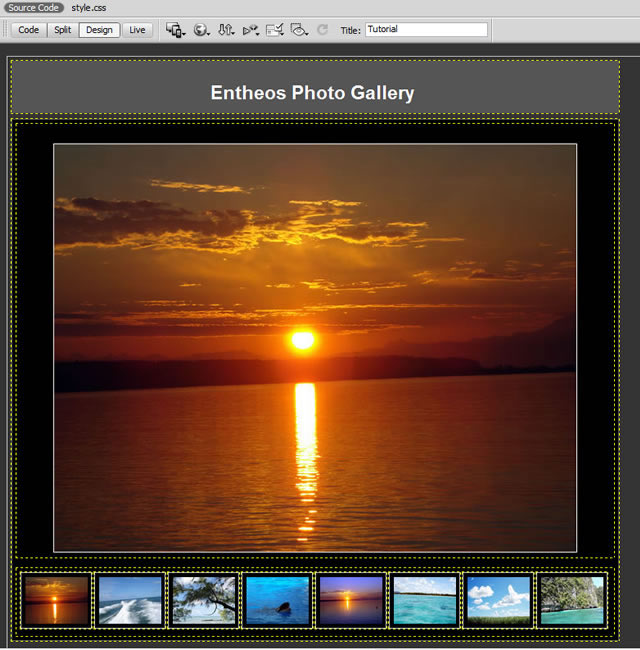 Source Code style.css
Code Split Design Live Title: Tutorial
Entheos Photo Gallery